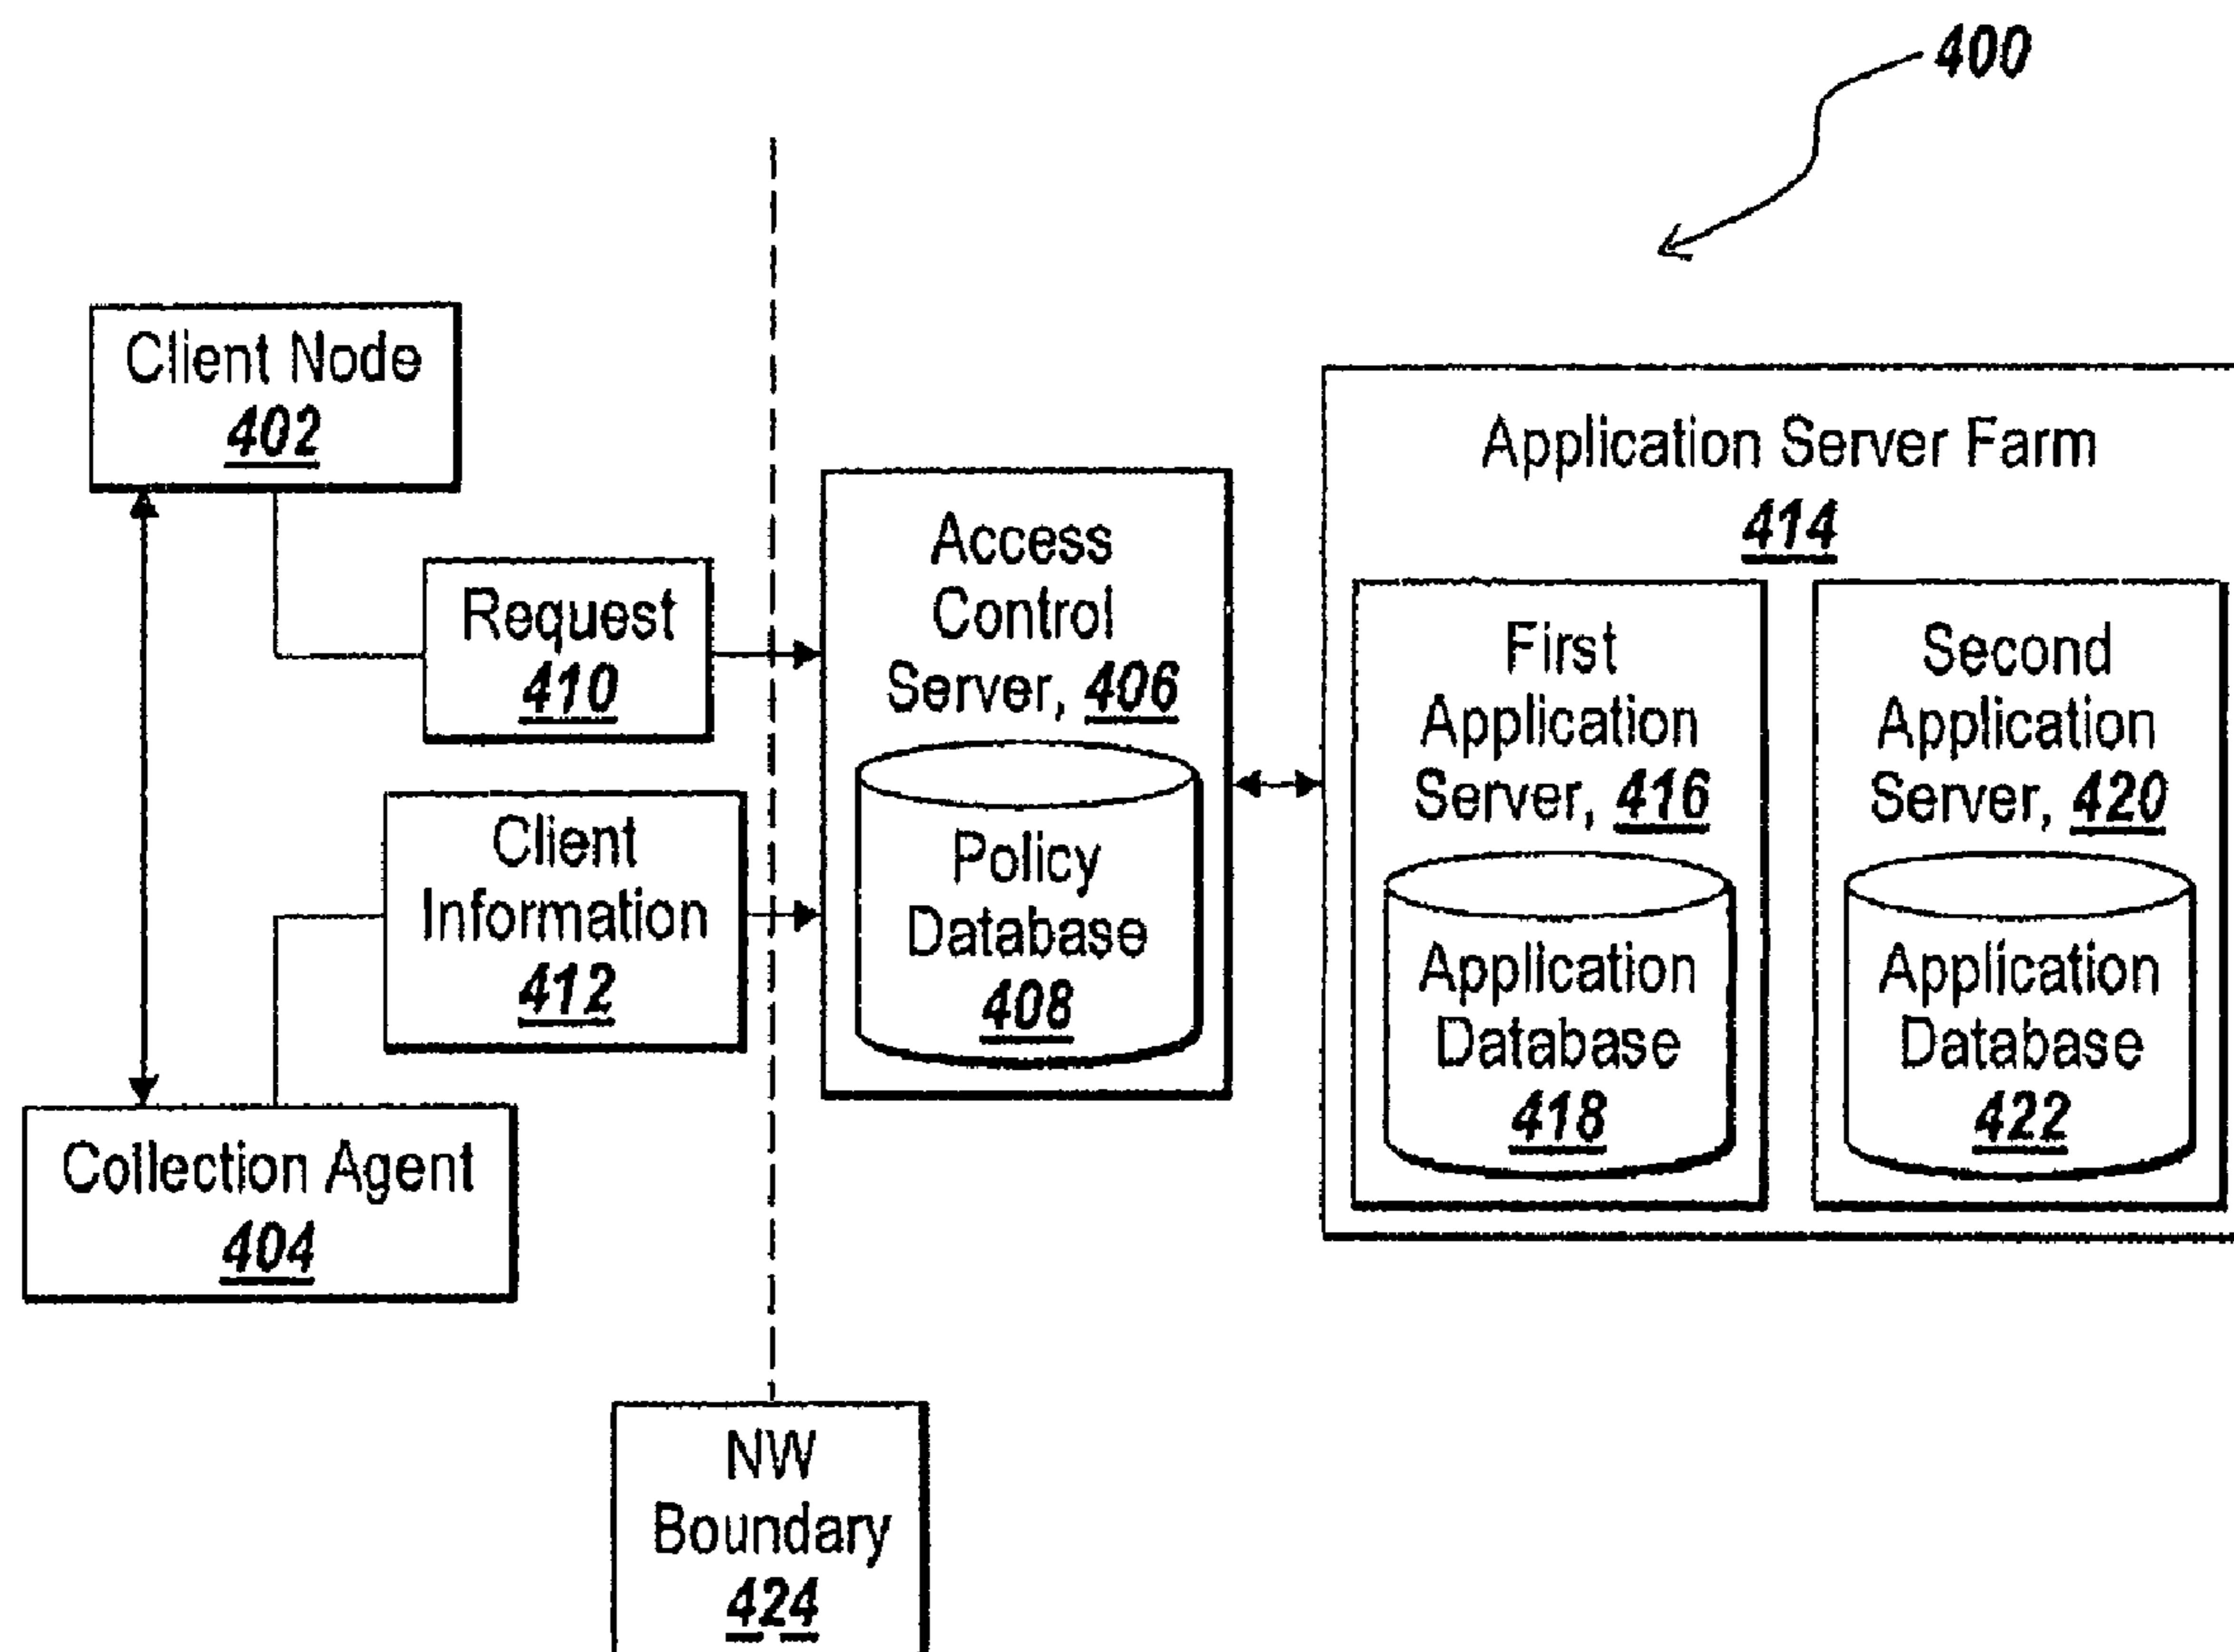 400
Client Node
402
Request
410
Client
Information
412
Collection Agent
404
Access
Control
Server, 406
Policy
Database
408
Application Server Farm
414
First
Application
Server, 416
Application
Database
418
Second
Application
Server, 420
Application
Database
422
NW
Boundary
424